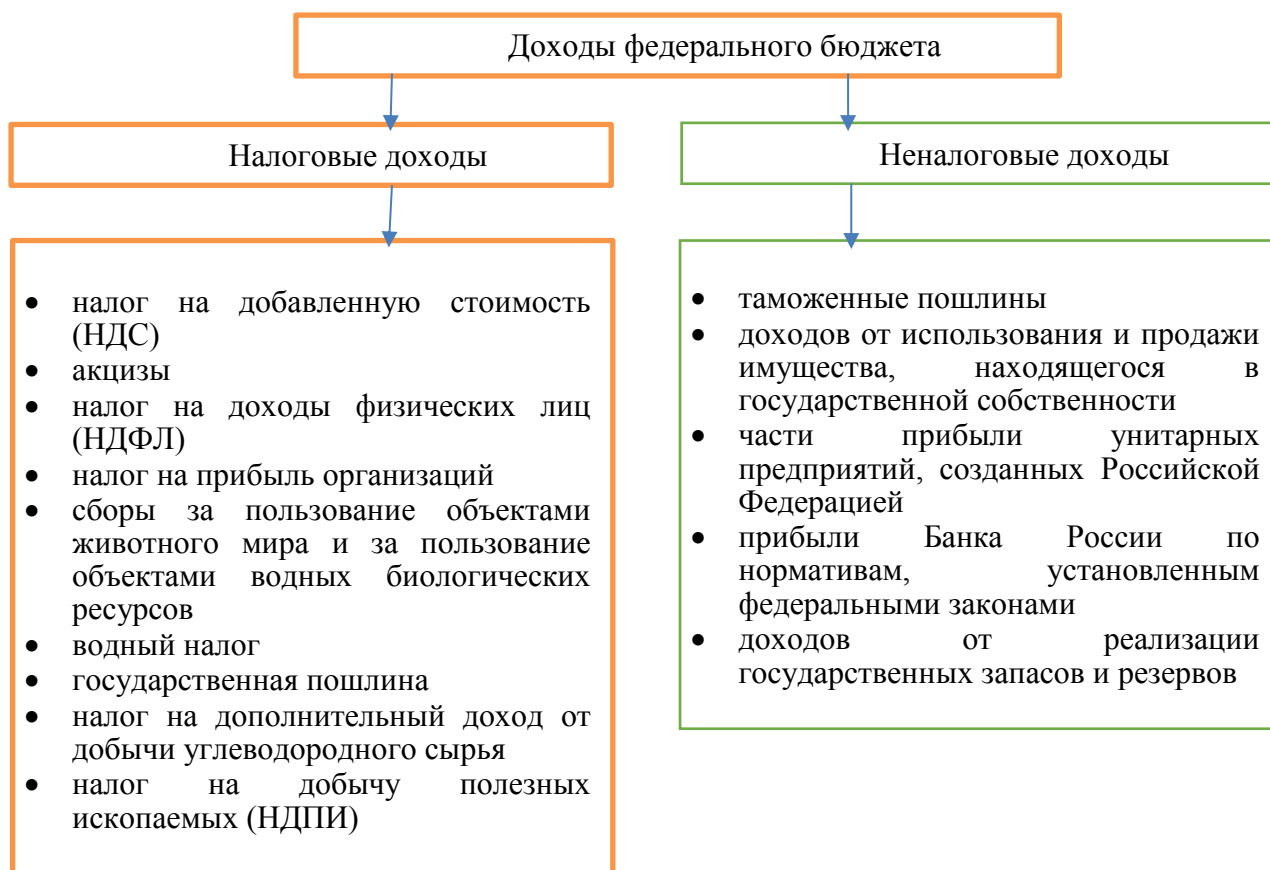 Доходы федерального бюджета
Налоговые доходы
Неналоговые доходы
• налог на добавленную стоимость
(НДС)
• акцизы
• налог на доходы физических лиц
(НДФЛ)
• налог на прибыль организаций
• сборы за пользование объектами
животного мира и за пользование
объектами водных биологических
ресурсов
• водный налог
• государственная пошлина
• налог на дополнительный доход от
добычи углеводородного сырья
• налог на добычу полезных
ископаемых (НДПИ)
• таможенные пошлины
• доходов от использования и продажи
имущества, находящегося в
государственной собственности
• части прибыли унитарных
предприятий, созданных Российской
Федерацией
• прибыли Банка России по
нормативам, установленным
федеральными законами
• доходов от реализации
государственных запасов и резервов